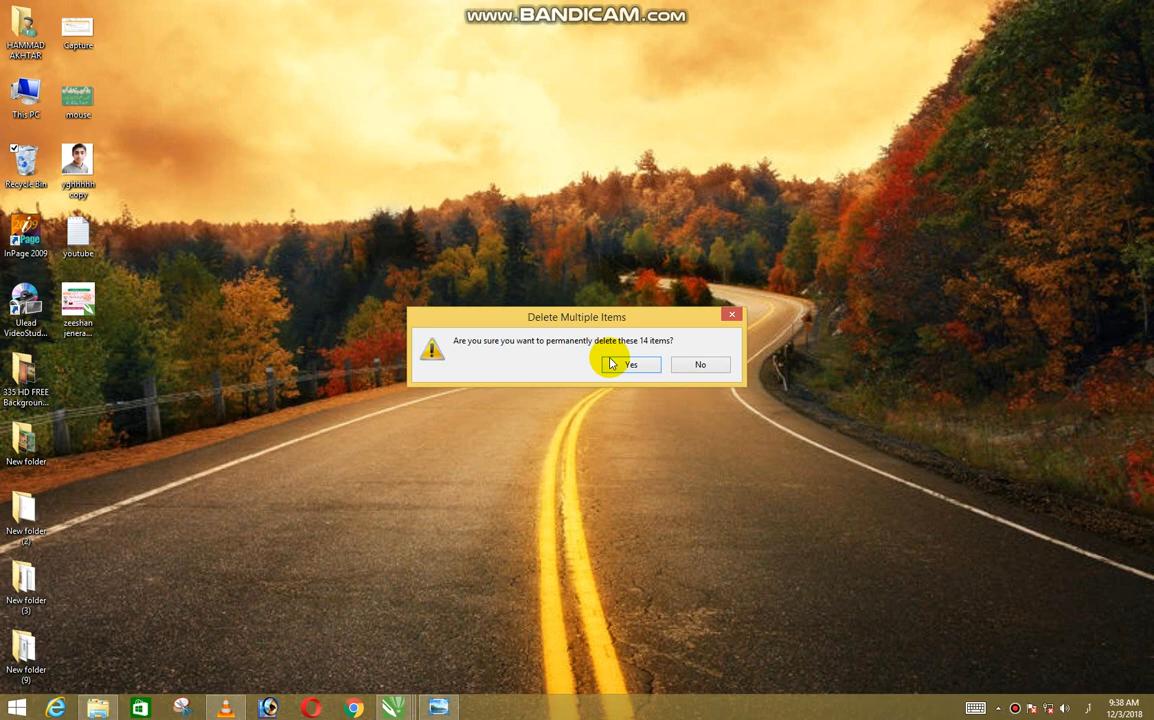 www.BANDICAM.com
HAMMAD
AKHTAR
Capture
This PC
mouse
Recycle Bin
yghhhhh
copy
InPage 2009
youtube
Ulead
VideoStud...
zeeshan
jenera...
335 HD FREE
Backgroun...
New folder
New folder
(2)
New folder
(3)
New folder
(9)
Delete Multiple Items
Are you sure you want to permanently delete these 14 items?
Yes
No
9:38 AM
12/3/2018